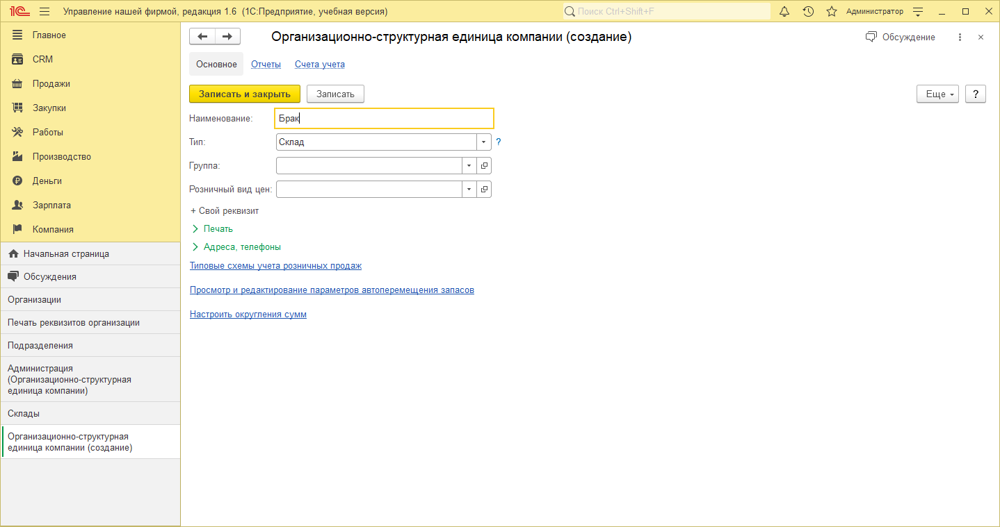 1С Управление нашей фирмой, редакция 1.6 (1С:Предприятие, учебная версия) Поиск Ctrl+Shift+F Администратор
Главное
CRM
Продажи
Закупки
Работы
Производство
Деньги
Зарплата
Компания
Начальная страница
Обсуждения
Организации
Печать реквизитов организации
Подразделения
Администрация
(Организационно-структурная
единица компании)
Склады
Организационно-структурная
единица компании (создание)
Организационно-структурная единица компании (создание) Обсуждение
Основное Отчеты Счета учета
Записать и закрыть Записать Еще ?
Наименование: Брак
Тип: Склад ?
Группа:
Розничный вид цен:
+ Свой реквизит
Печать
Адреса, телефоны
Типовые схемы учета розничных продаж
Просмотр и редактирование параметров автоперемещения запасов
Настроить округления сумм